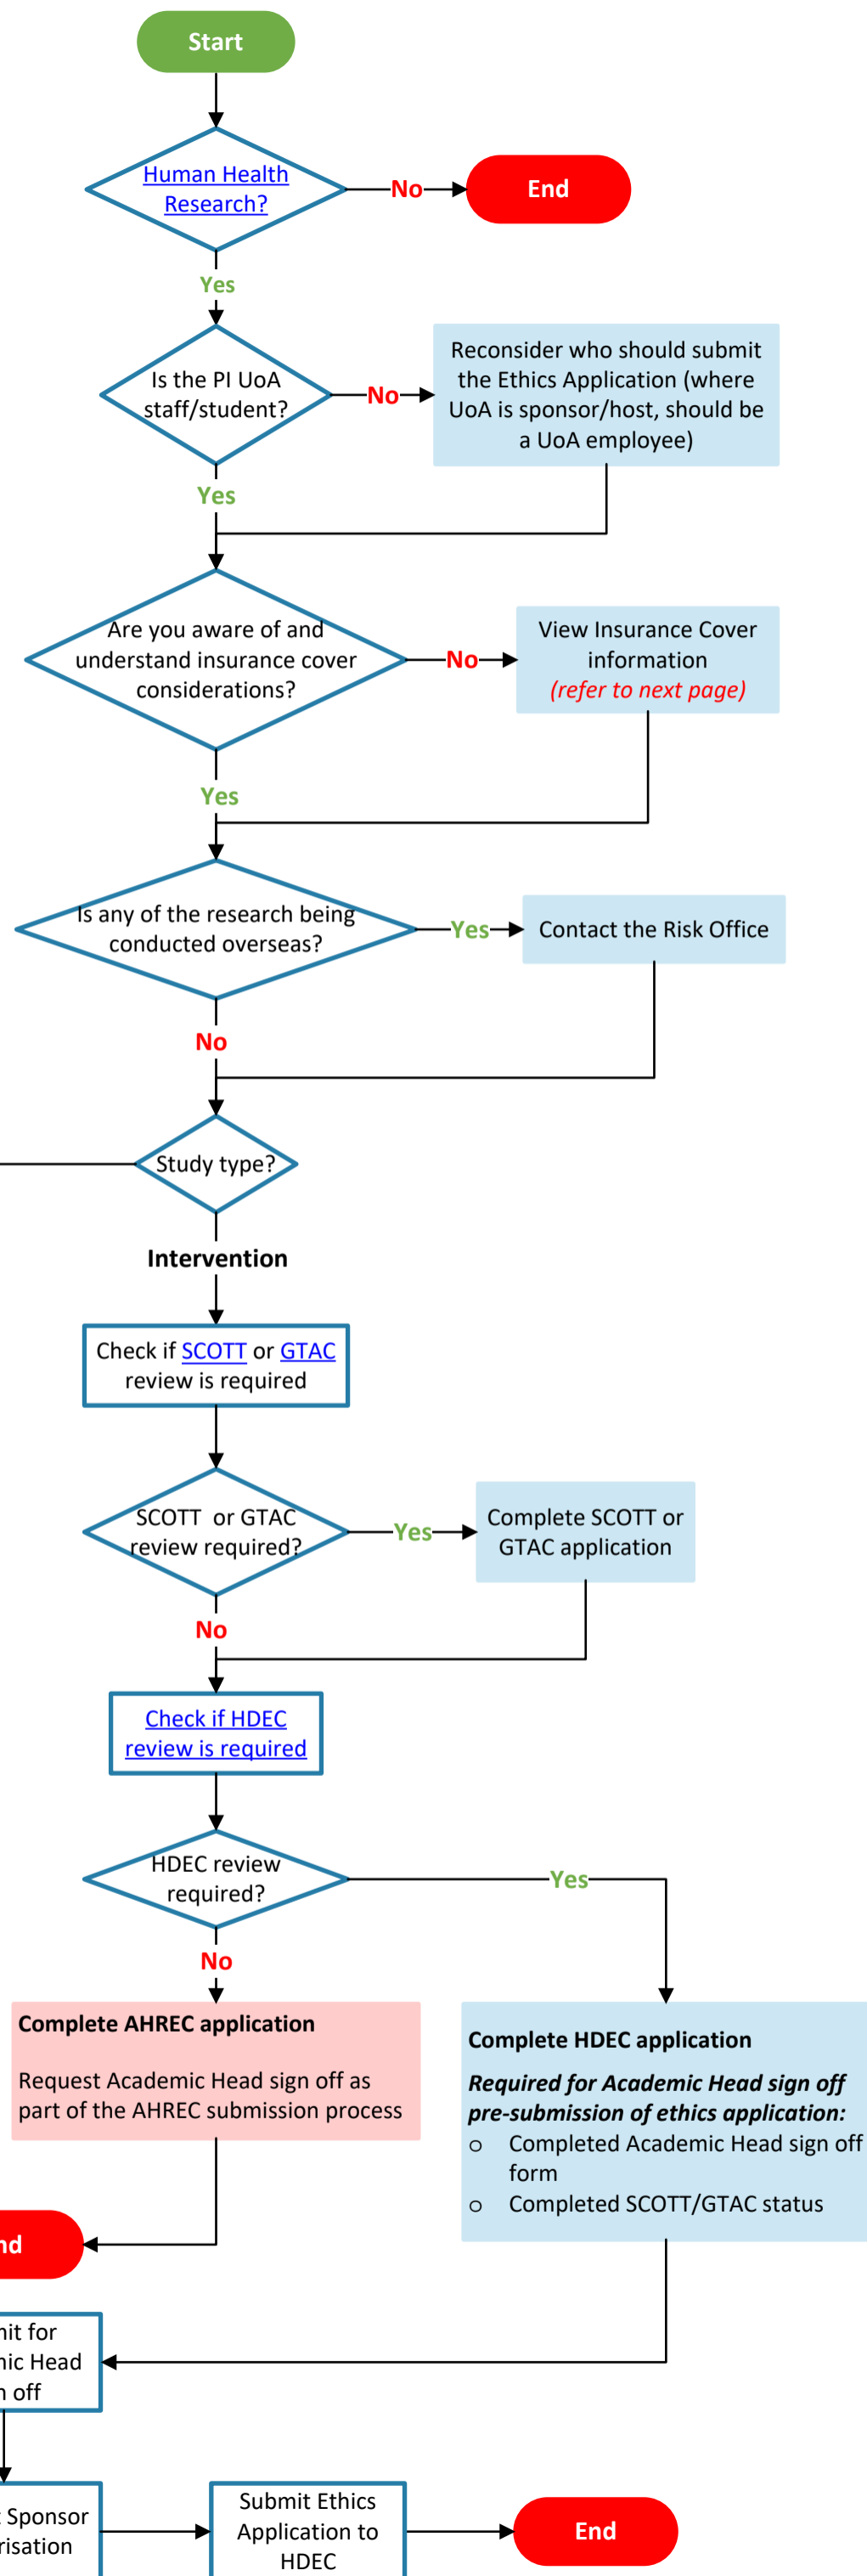 Start
Human Health
Research?
No
End
Yes
Is the PI UoA
staff/student?
No
Reconsider who should submit
the Ethics Application (where
UoA is sponsor/host, should be
a UoA employee)
Yes
Are you aware of and
understand insurance cover
considerations?
No
View Insurance Cover
information
(refer to next page)
Yes
Is any of the research being
conducted overseas?
Yes
Contact the Risk Office
No
Study type?
Intervention
Check if SCOTT or GTAC
review is required
SCOTT or GTAC
review required?
Yes
Complete SCOTT or
GTAC application
No
Check if HDEC
review is required
HDEC review
required?
Yes
No
Complete AHREC application
Request Academic Head sign off as
part of the AHREC submission process
Complete HDEC application
Required for Academic Head sign off
pre-submission of ethics application:
o Completed Academic Head sign off
form
o Completed SCOTT/GTAC status
for
Head
off
Sponsor
Submit Ethics
Application to
HDEC
End